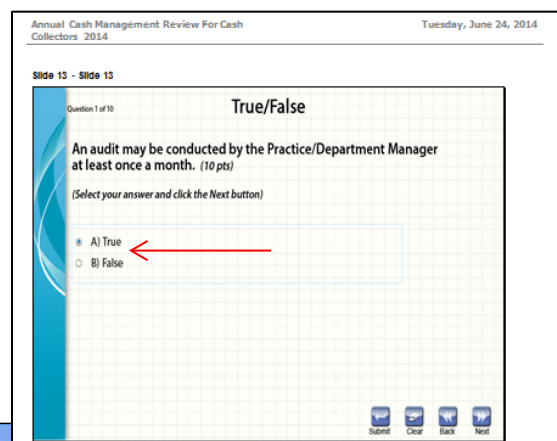 Annual Cash Management Review For Cash
Collectors 2014
Tuesday, June 24, 2014
Slide 13 - Slide 13
Question 1 of 10
True/False
An audit may be conducted by the Practice/Department Manager
at least once a month. (10 pts)
(Select your answer and click the Next button)
A) True
B) False
Submit Clear Back Next